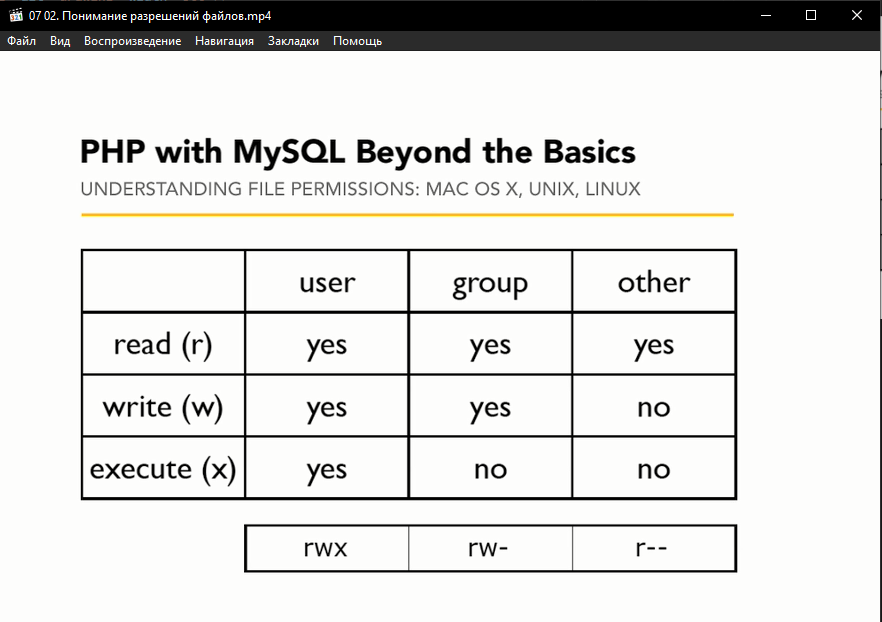 07 02. Понимание разрешений файлов.mp4
Файл Вид Воспроизведение Навигация Закладки Помощь
PHP with MySQL Beyond the Basics
UNDERSTANDING FILE PERMISSIONS: MAC OS X, UNIX, LINUX
user group other
read (r) yes yes yes
write (w) yes yes no
execute (x) yes no no
rwx rw- r--